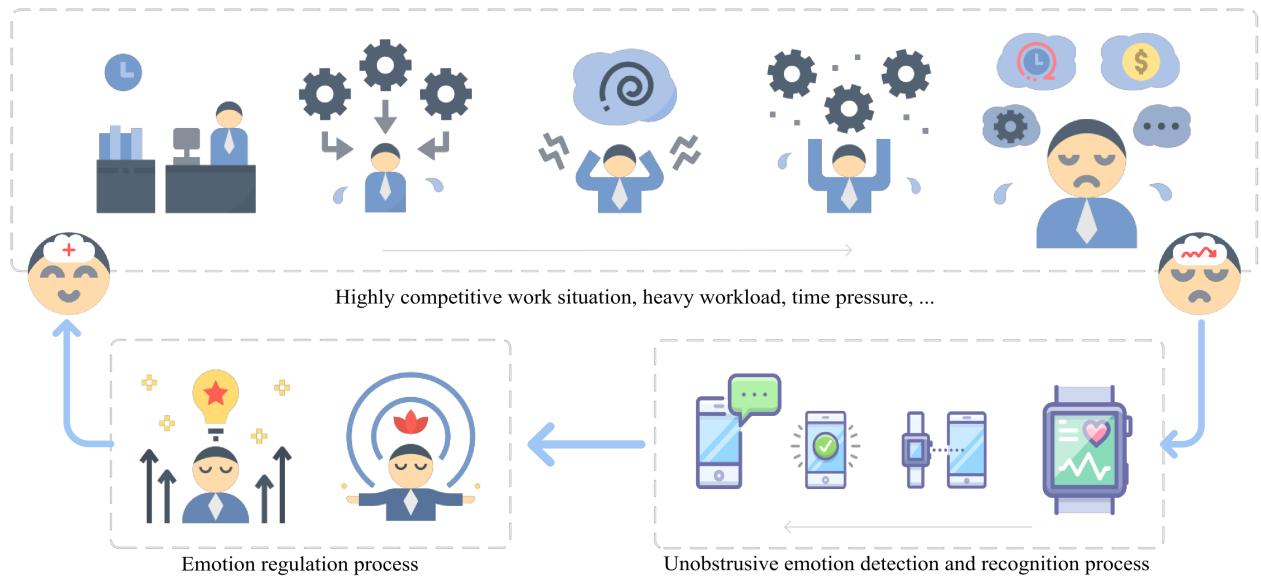 $
Highly competitive work situation, heavy workload, time pressure, ...
Emotion regulation process
Unobstrusive emotion detection and recognition process